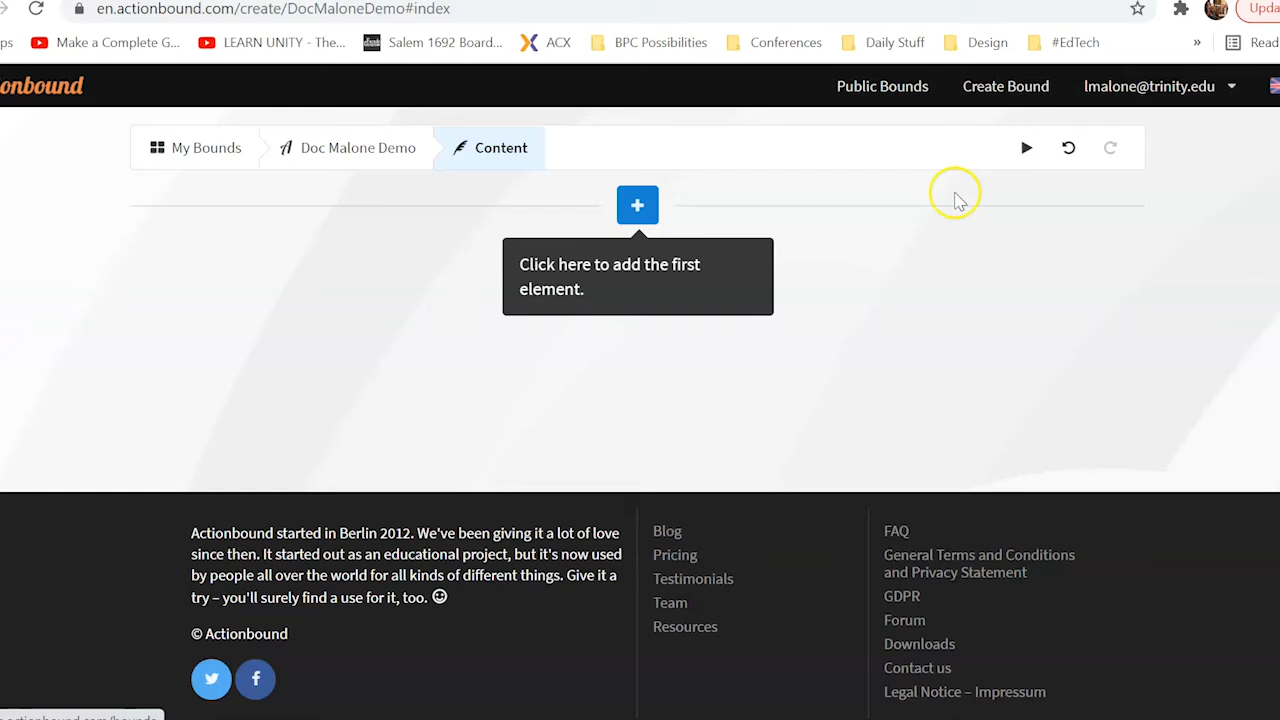 en.actionbound.com/create/DocMaloneDemo#index
Upda
ps Make a Complete G... LEARN UNITY - The... Salem 1692 Board... ACX BPC Possibilities Conferences Daily Stuff Design #EdTech » Read
onbound Public Bounds Create Bound lmalone@trinity.edu
My Bounds Doc Malone Demo Content
Click here to add the first
element.
Actionbound started in Berlin 2012. We've been giving it a lot of love
since then. It started out as an educational project, but it's now used
by people all over the world for all kinds of different things. Give it a
try – you'll surely find a use for it, too.
© Actionbound
Blog
Pricing
Testimonials
Team
Resources
FAQ
General Terms and Conditions
and Privacy Statement
GDPR
Forum
Downloads
Contact us
Legal Notice – Impressum